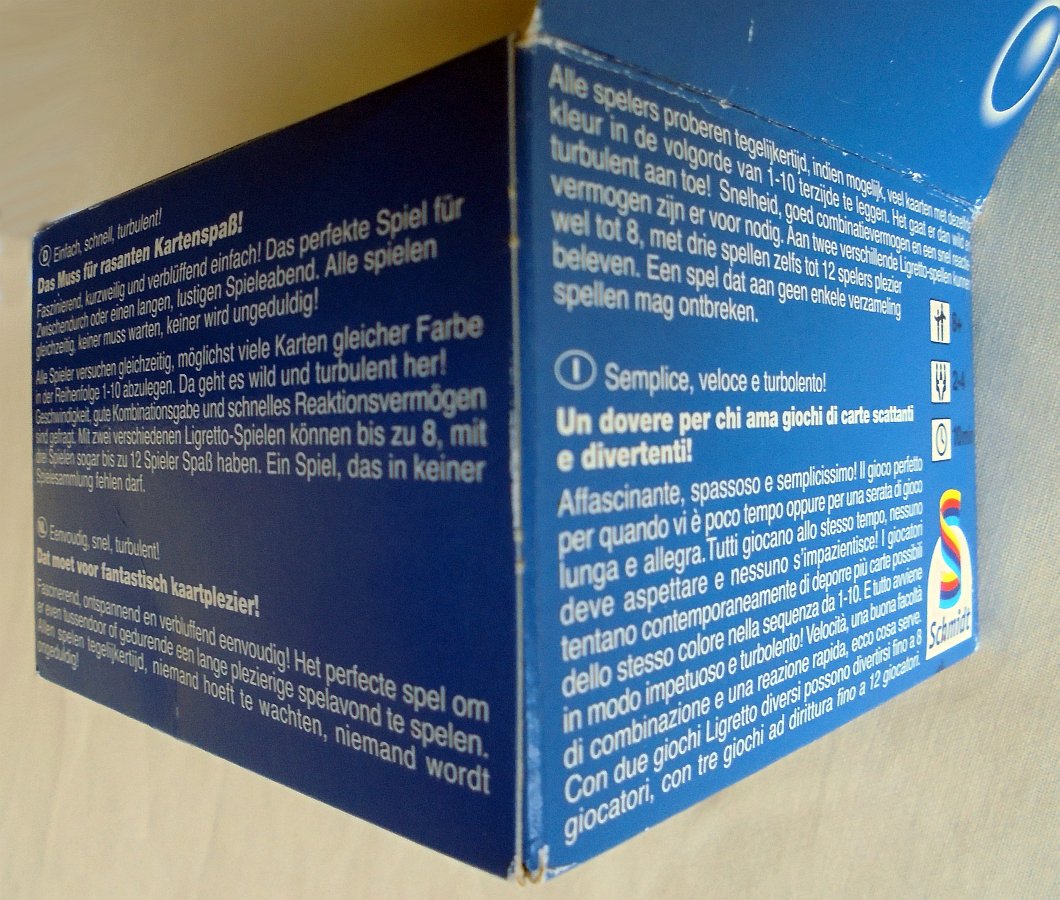 D Einfach, schnell, turbulent!
Das Muss für rasanten Kartenspaß!
Faszinierend, kurzweilig und verblüffend einfach! Das perfekte Spiel für
Zwischendurch oder einen langen, lustigen Spieleabend. Alle spielen
gleichzeitig, keiner muss warten, keiner wird ungeduldig!
Alle Spieler versuchen gleichzeitig, möglichst viele Karten gleicher Farbe
in der Reihenfolge 1-10 abzulegen. Da geht es wild und turbulent her!
Geschwindigkeit, gute Kombinationsgabe und schnelles Reaktionsvermögen
sind gefragt. Mit zwei verschiedenen Ligretto-Spielen können bis zu 8, mit
drei Spielen sogar bis zu 12 Spieler Spaß haben. Ein Spiel, das in keiner
Spielesammlung fehlen darf.
NL Eenvoudig, snel, turbulent!
Dat moet voor fantastisch kaartplezier!
Fascinerend, ontspannend en verbluffend eenvoudig! Het perfecte spel om
er even tussendoor of gedurende een lange plezierige spelavond te spelen.
Allen spelen tegelijkertijd, niemand hoeft te wachten, niemand wordt
ongeduldig!
Alle spelers proberen tegelijkertijd, indien mogelijk, veel kaarten met dezelfde
kleur in de volgorde van 1-10 terzijde te leggen. Het gaat er dan wild en
turbulent aan toe! Snelheid, goed combinatievermogen en een snel reactie
vermogen zijn er voor nodig. Aan twee verschillende Ligretto-spellen kunnen
wel tot 8, met drie spellen zelfs tot 12 spelers plezier
beleven. Een spel dat aan geen enkele verzameling
spellen mag ontbreken.
8+
2-4
10min
I Semplice, veloce e turbolento!
Un dovere per chi ama giochi di carte scattanti
e divertenti!
Affascinante, spassoso e semplicissimo! Il gioco perfetto
per quando vi è poco tempo oppure per una serata di gioco
lunga e allegra. Tutti giocano allo stesso tempo, nessuno
deve aspettare e nessuno s'impazientisce! I giocatori
tentano contemporaneamente di deporre più carte possibili
dello stesso colore nella sequenza da 1-10. E tutto avviene
in modo impetuoso e turbolento! Velocità, una buona facoltà
di combinazione e una reazione rapida, ecco cosa serve.
Con due giochi Ligretto diversi possono divertirsi fino a 8
giocatori, con tre giochi ad dirittura fino a 12 giocatori.
Schmidt